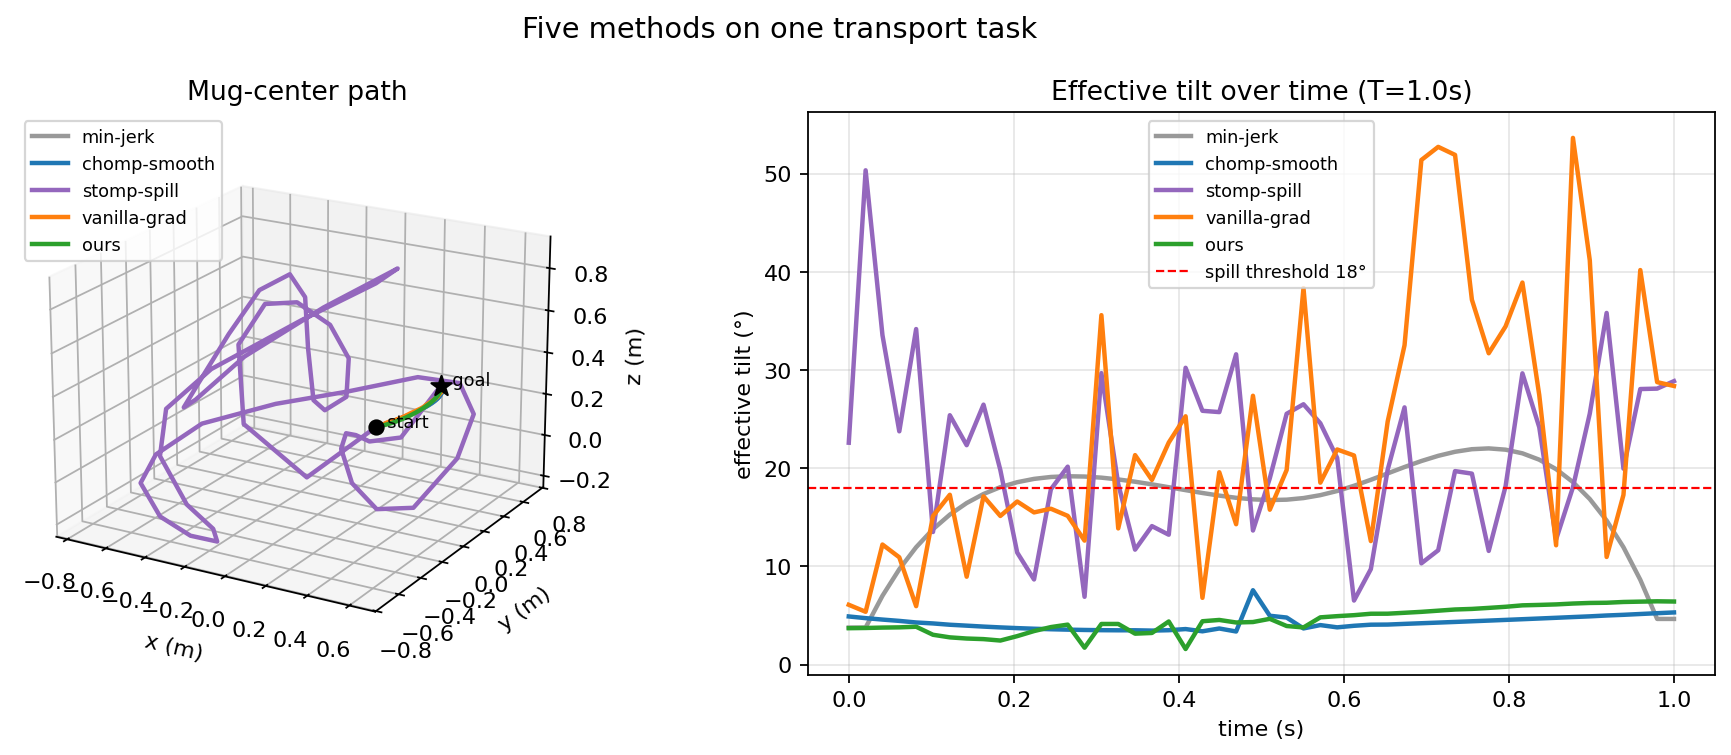 Five methods on one transport task
Mug-center path
min-jerk
chomp-smooth
stomp-spill
vanilla-grad
ours
goal
start
0.8
0.6
0.4
0.2
0.0
−0.2
z (m)
−0.8
−0.6
−0.4
−0.2
0.0
0.2
0.4
0.6
x (m)
−0.8
−0.6
−0.4
−0.2
0.0
0.2
0.4
0.6
0.8
y (m)
Effective tilt over time (T=1.0s)
min-jerk
chomp-smooth
stomp-spill
vanilla-grad
ours
spill threshold 18°
50
40
30
20
10
0
effective tilt (°)
0.0
0.2
0.4
0.6
0.8
1.0
time (s)